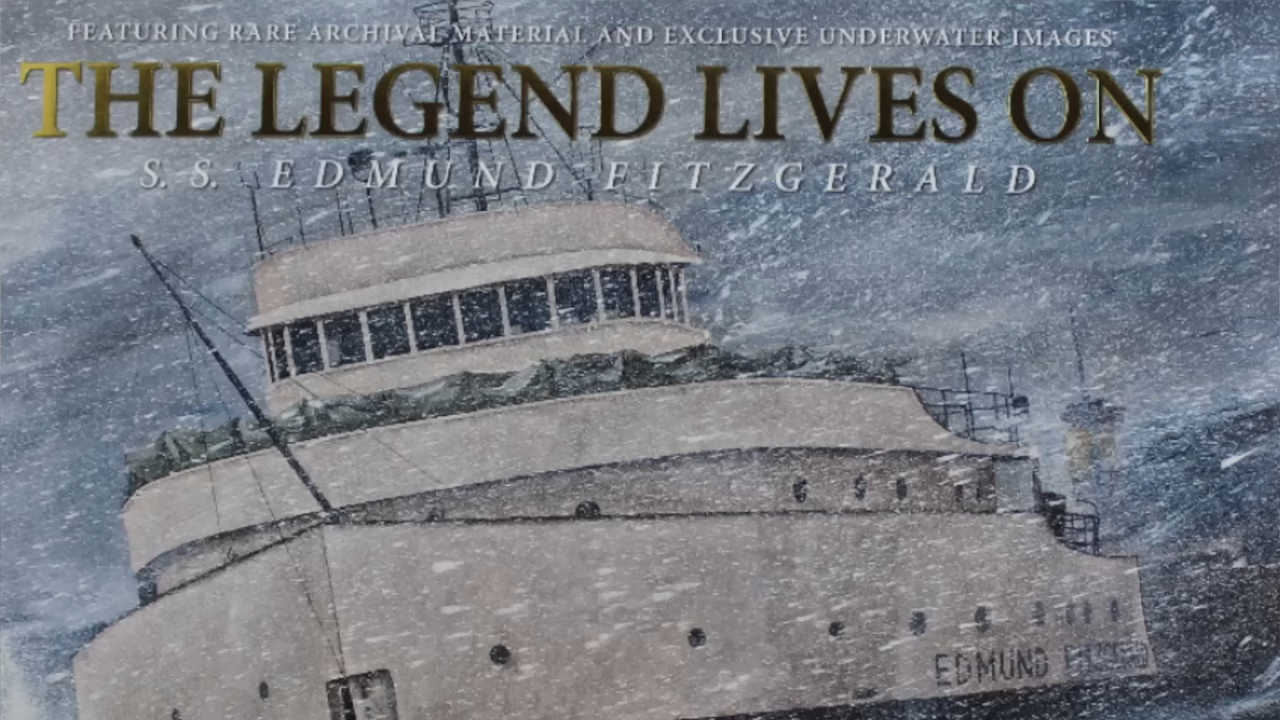 FEATURING RARE ARCHIVAL MATERIAL AND EXCLUSIVE UNDERWATER IMAGES
THE LEGEND LIVES ON
S. S. EDMUND FITZGERALD
EDMUND